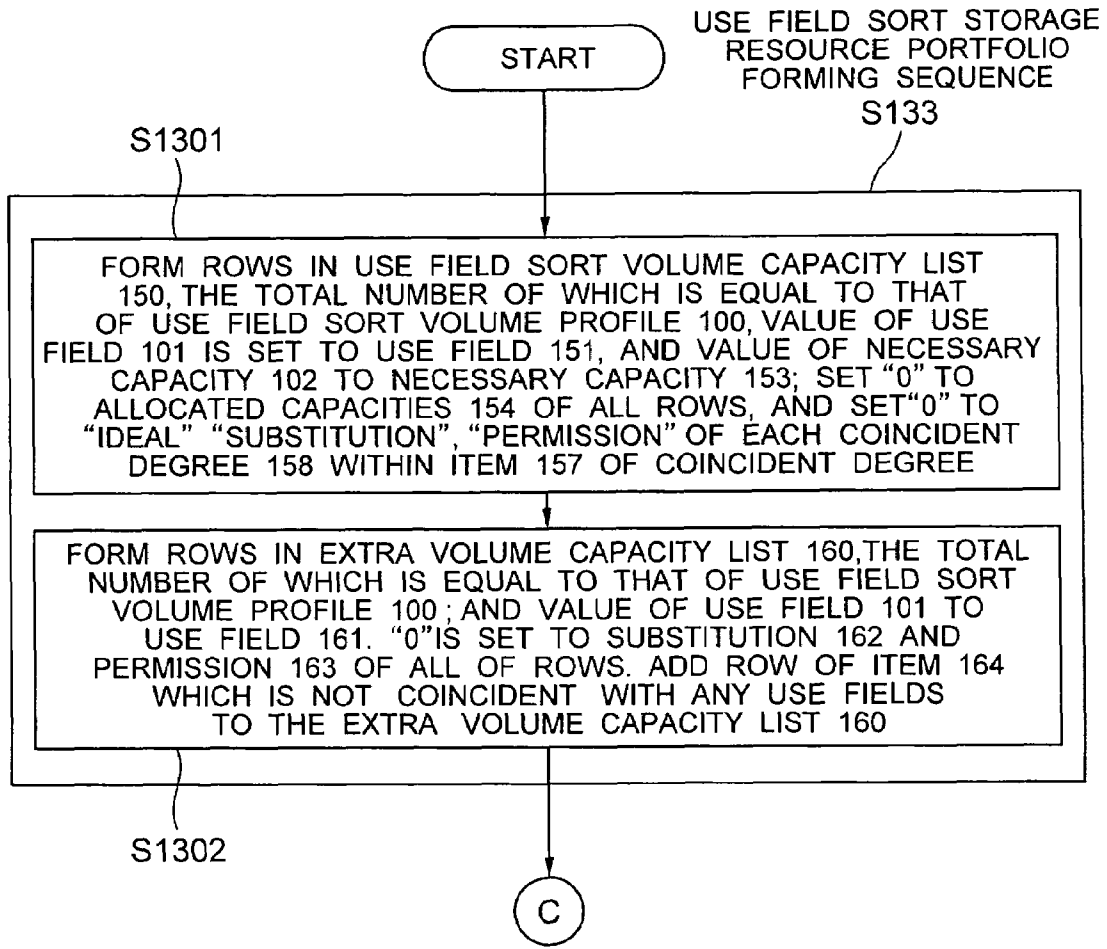 USE FIELD SORT STORAGE
RESOURCE PORTFOLIO
FORMING SEQUENCE
S133
START
S1301
FORM ROWS IN USE FIELD SORT VOLUME CAPACITY LIST
150, THE TOTAL NUMBER OF WHICH IS EQUAL TO THAT
OF USE FIELD SORT VOLUME PROFILE 100, VALUE OF USE
FIELD 101 IS SET TO USE FIELD 151, AND VALUE OF NECESSARY
CAPACITY 102 TO NECESSARY CAPACITY 153; SET "0" TO
ALLOCATED CAPACITIES 154 OF ALL ROWS, AND SET "0" TO
"IDEAL" "SUBSTITUTION", "PERMISSION" OF EACH COINCIDENT
DEGREE 158 WITHIN ITEM 157 OF COINCIDENT DEGREE
FORM ROWS IN EXTRA VOLUME CAPACITY LIST 160, THE TOTAL
NUMBER OF WHICH IS EQUAL TO THAT OF USE FIELD SORT
VOLUME PROFILE 100 ; AND VALUE OF USE FIELD 101 TO
USE FIELD 161. "0" IS SET TO SUBSTITUTION 162 AND
PERMISSION 163 OF ALL OF ROWS. ADD ROW OF ITEM 164
WHICH IS NOT COINCIDENT WITH ANY USE FIELDS
TO THE EXTRA VOLUME CAPACITY LIST 160
S1302
C